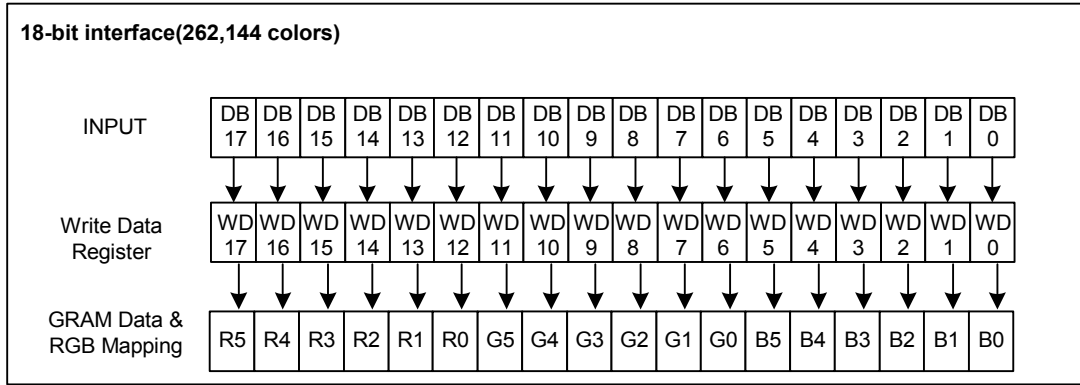 18-bit interface(262,144 colors)
INPUT
DB 17 DB 16 DB 15 DB 14 DB 13 DB 12 DB 11 DB 10 DB 9 DB 8 DB 7 DB 6 DB 5 DB 4 DB 3 DB 2 DB 1 DB 0
Write Data
Register
WD 17 WD 16 WD 15 WD 14 WD 13 WD 12 WD 11 WD 10 WD 9 WD 8 WD 7 WD 6 WD 5 WD 4 WD 3 WD 2 WD 1 WD 0
GRAM Data &
RGB Mapping
R5 R4 R3 R2 R1 R0 G5 G4 G3 G2 G1 G0 B5 B4 B3 B2 B1 B0